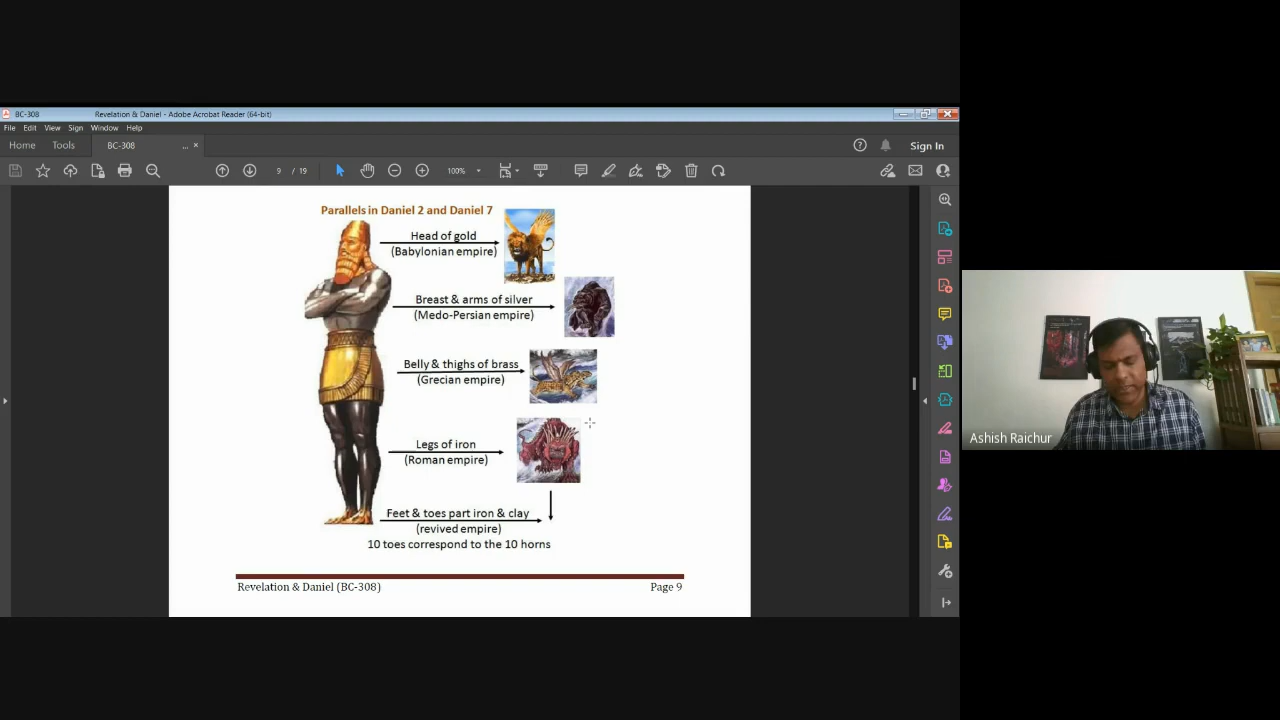 BC-308 Revelation & Daniel - Adobe Acrobat Reader (64-bit)
File Edit View Sign Window Help
Home Tools BC-308 ... ×
Sign In
9 / 19 100%
Parallels in Daniel 2 and Daniel 7
Head of gold
(Babylonian empire)
Breast & arms of silver
(Medo-Persian empire)
Belly & thighs of brass
(Grecian empire)
Legs of iron
(Roman empire)
Feet & toes part iron & clay
(revived empire)
10 toes correspond to the 10 horns
Revelation & Daniel (BC-308) Page 9
Ashish Raichur